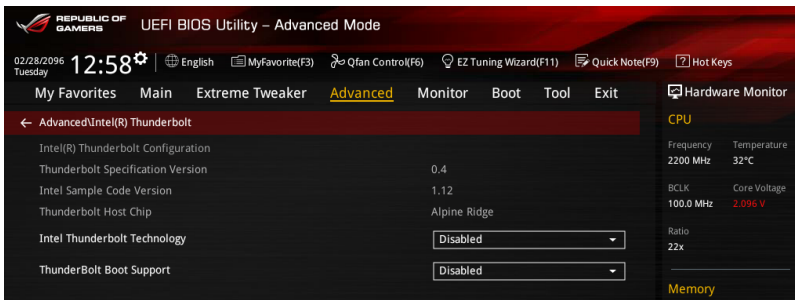 REPUBLIC OF
GAMERS
UEFI BIOS Utility – Advanced Mode
02/28/2096
Tuesday
12:58
English MyFavorite(F3) Qfan Control(F6) EZ Tuning Wizard(F11) Quick Note(F9) Hot Keys
My Favorites Main Extreme Tweaker Advanced Monitor Boot Tool Exit
Hardware Monitor
← Advanced\Intel(R) Thunderbolt
Intel(R) Thunderbolt Configuration
Thunderbolt Specification Version 0.4
Intel Sample Code Version 1.12
Thunderbolt Host Chip Alpine Ridge
Intel Thunderbolt Technology Disabled
ThunderBolt Boot Support Disabled
CPU
Frequency Temperature
2200 MHz 32°C
BCLK Core Voltage
100.0 MHz 2.096 V
Ratio
22x
Memory